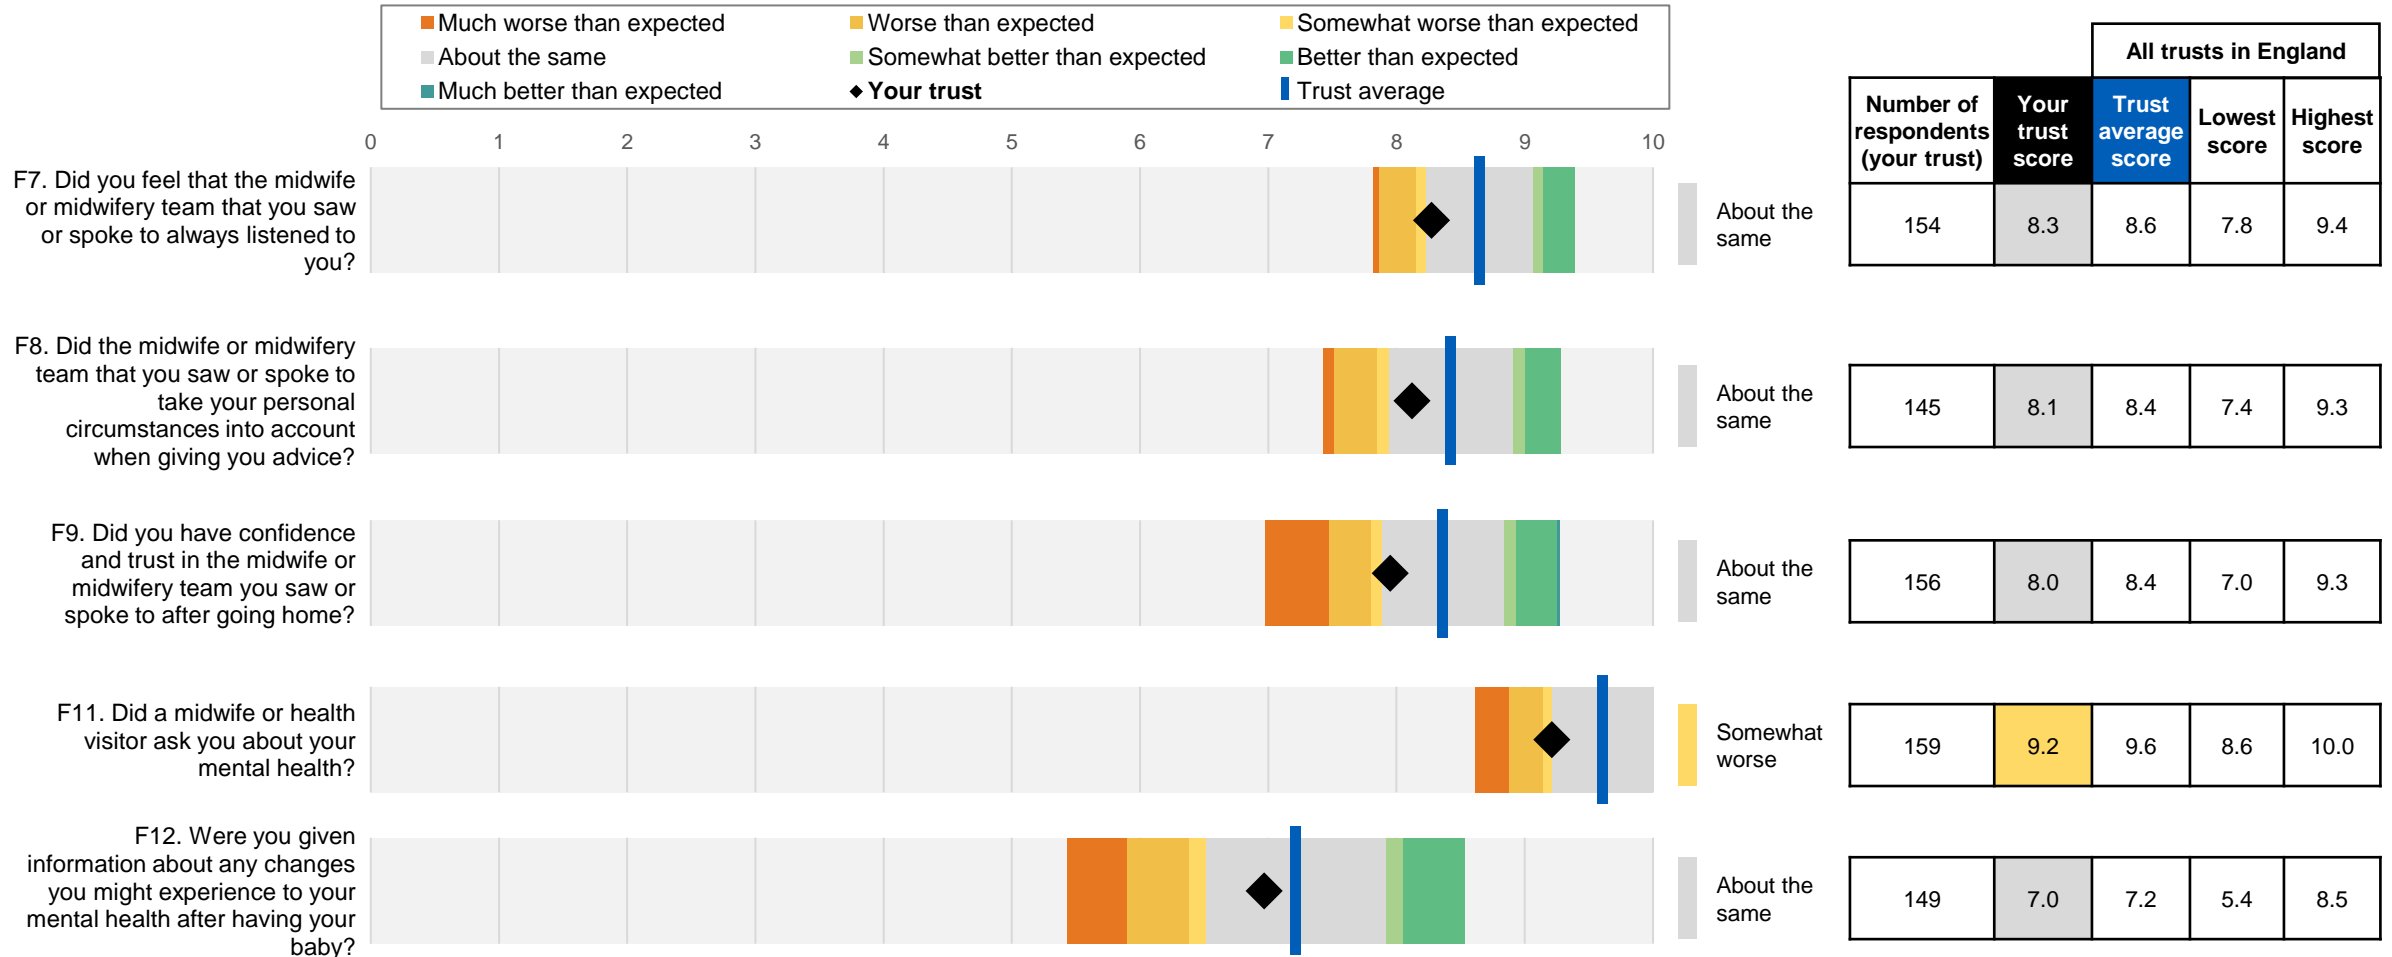 Much worse than expected
Worse than expected
Somewhat worse than expected
About the same
Somewhat better than expected
Better than expected
Much better than expected
Your trust
Trust average
All trusts in England
Number of
respondents
(your trust)
Your
trust
score
Trust
average
score
Lowest
score
Highest
score
0 1 2 3 4 5 6 7 8 9 10
F7. Did you feel that the midwife
or midwifery team that you saw
or spoke to always listened to
you?
About the
same
154 8.3 8.6 7.8 9.4
F8. Did the midwife or midwifery
team that you saw or spoke to
take your personal
circumstances into account
when giving you advice?
About the
same
145 8.1 8.4 7.4 9.3
F9. Did you have confidence
and trust in the midwife or
midwifery team you saw or
spoke to after going home?
About the
same
156 8.0 8.4 7.0 9.3
F11. Did a midwife or health
visitor ask you about your
mental health?
Somewhat
worse
159 9.2 9.6 8.6 10.0
F12. Were you given
information about any changes
you might experience to your
mental health after having your
baby?
About the
same
149 7.0 7.2 5.4 8.5